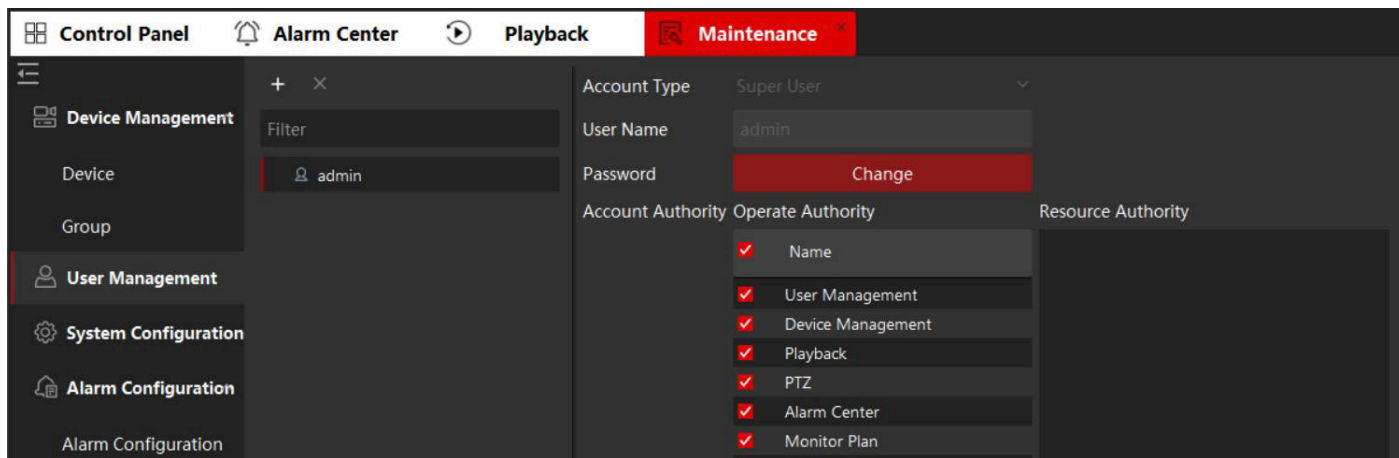 Control Panel Alarm Center Playback Maintenance
Device Management
Device
Group
User Management
System Configuration
Alarm Configuration
Alarm Configuration
Filter
admin
Account Type Super User
User Name admin
Password Change
Account Authority Operate Authority Resource Authority
Name
User Management
Device Management
Playback
PTZ
Alarm Center
Monitor Plan